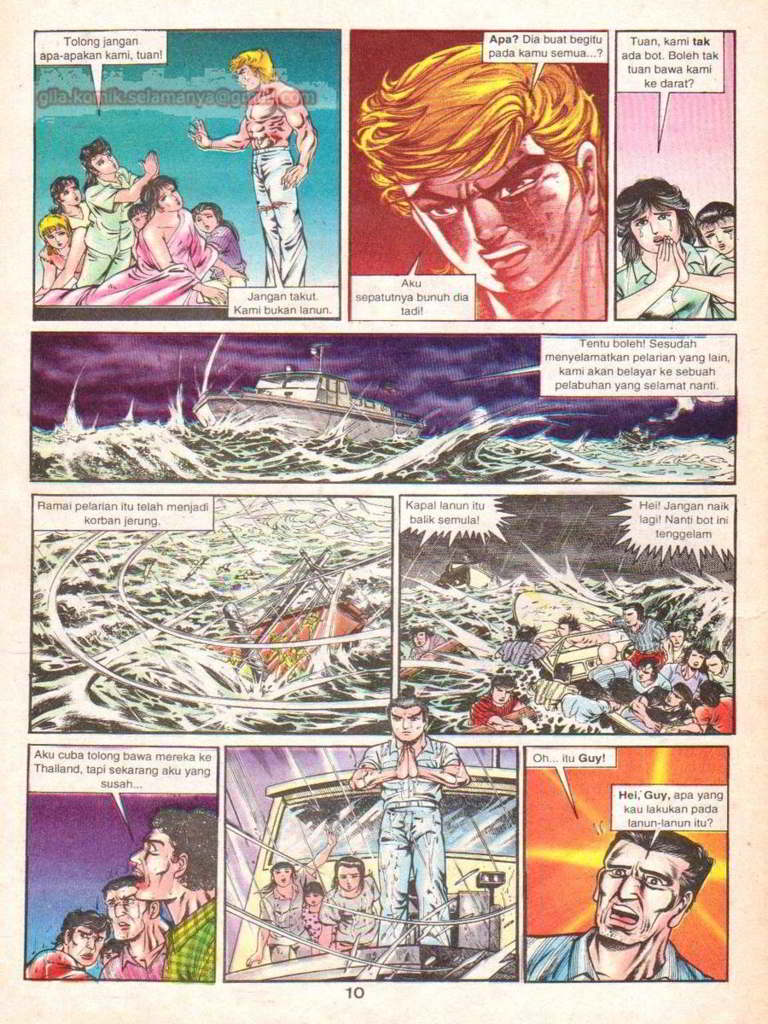 Tolong jangan
apa-apakan kami, tuan!
gila.komik.selamanya@gmail.com
Jangan takut.
Kami bukan lanun.
Apa? Dia buat begitu
pada kamu semua...?
Aku
sepatutnya bunuh dia
tadi!
Tuan, kami tak
ada bot. Boleh tak
tuan bawa kami
ke darat?
Tentu boleh! Sesudah
menyelamatkan pelarian yang lain,
kami akan belayar ke sebuah
pelabuhan yang selamat nanti.
Ramai pelarian itu telah menjadi
korban jerung.
Kapal lanun itu
balik semula!
Hei! Jangan naik
lagi! Nanti bot ini
tenggelam
Aku cuba tolong bawa mereka ke
Thailand, tapi sekarang aku yang
susah...
Oh... itu Guy!
Hei, Guy, apa yang
kau lakukan pada
lanun-lanun itu?
10